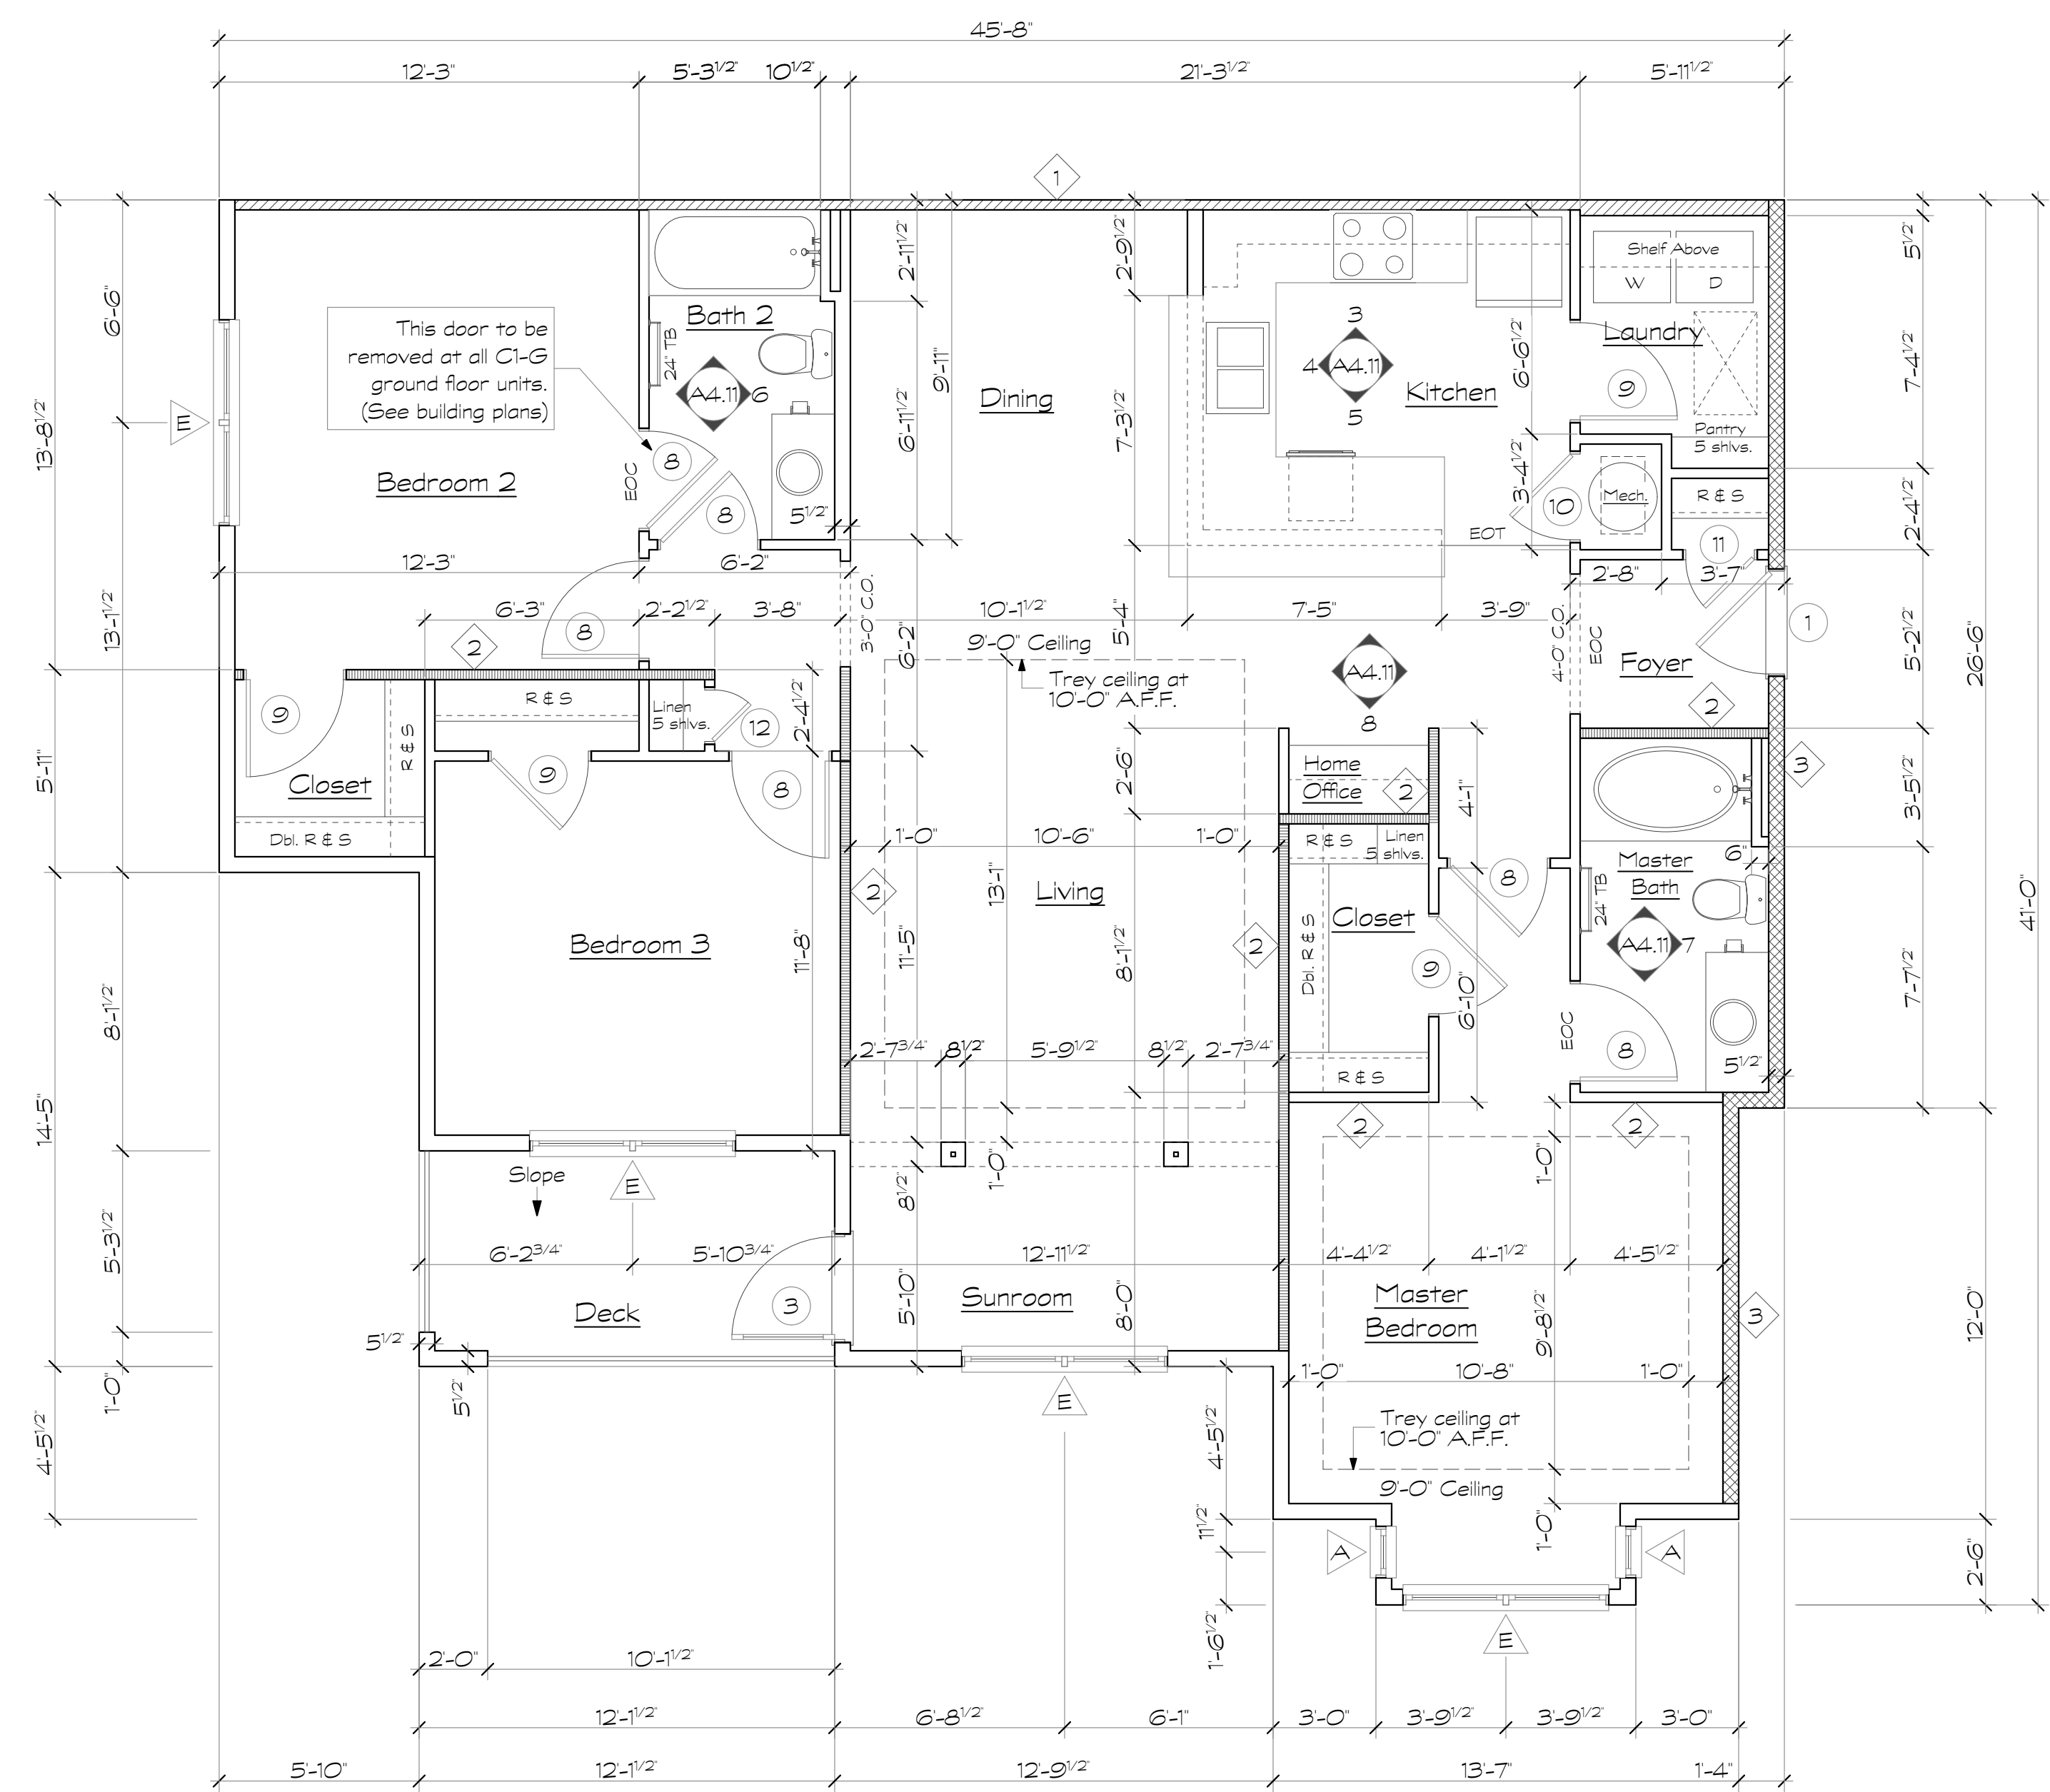 45'-8"
12'-3"
5'-3 1/2"
10 1/2"
21'-3 1/2"
5'-11 1/2"
1
2'-11 1/2"
2'-9 1/2"
5 1/2"
Shelf Above
W
D
6'-6"
This door to be
removed at all C1-G
ground floor units.
(See building plans)
Bath 2
24" TB
A4.11
6
9'-11"
Dining
3
4
A4.11
5
Kitchen
6'-6 1/2"
Laundry
9
7'-4 1/2"
Pantry
5 shlvs.
E
13'-8 1/2"
6'-11 1/2"
7'-3 1/2"
Bedroom 2
EOC
8
8
5 1/2"
3'-4 1/2"
10
Mech.
R & S
EOT
11
2'-4 1/2"
12'-3"
6'-2"
2'-8"
3'-7"
6'-3"
2'-2 1/2"
3'-8"
3'-0" C.O.
10'-1 1/2"
5'-4"
7'-5"
3'-9"
4'-0" C.O.
EOC
1
13'-1 1/2"
8
2
6'-2"
9'-0" Ceiling
Trey ceiling at
10'-0" A.F.F.
A4.11
8
Foyer
5'-2 1/2"
26'-6"
2
9
R & S
R & S
Linen
5 shlvs.
12
2'-4 1/2"
5'-11"
Closet
9
8
2'-6"
Home
Office
2
4'-1"
3
3'-5 1/2"
Dbl. R & S
1'-0"
10'-6"
1'-0"
R & S
Linen
5 shlvs.
Master
Bath
6"
2
13'-1"
Living
8
24" TB
41'-0"
Bedroom 3
11'-8"
11'-5"
8'-1 1/2"
2
Dbl. R & S
Closet
9
A4.11
7
7'-7 1/2"
8'-1 1/2"
6'-10"
EOC
8
2'-7 3/4"
8 1/2"
5'-9 1/2"
8 1/2"
2'-7 3/4"
R & S
5 1/2"
14'-5"
2
2
Slope
E
8 1/2"
1'-0"
1'-0"
5'-3 1/2"
6'-2 3/4"
5'-10 3/4"
12'-11 1/2"
4'-4 1/2"
4'-1 1/2"
4'-5 1/2"
Deck
3
5'-10"
Sunroom
8'-0"
Master
Bedroom
9'-8 1/2"
3
12'-0"
5 1/2"
5 1/2"
1'-0"
E
1'-0"
10'-8"
1'-0"
4'-5 1/2"
4'-5 1/2"
Trey ceiling at
10'-0" A.F.F.
9'-0" Ceiling
11 1/2"
1'-0"
A
A
2'-6"
1'-6 1/2"
E
2'-0"
10'-1 1/2"
12'-1 1/2"
6'-8 1/2"
6'-1"
3'-0"
3'-9 1/2"
3'-9 1/2"
3'-0"
5'-10"
12'-1 1/2"
12'-9 1/2"
13'-7"
1'-4"